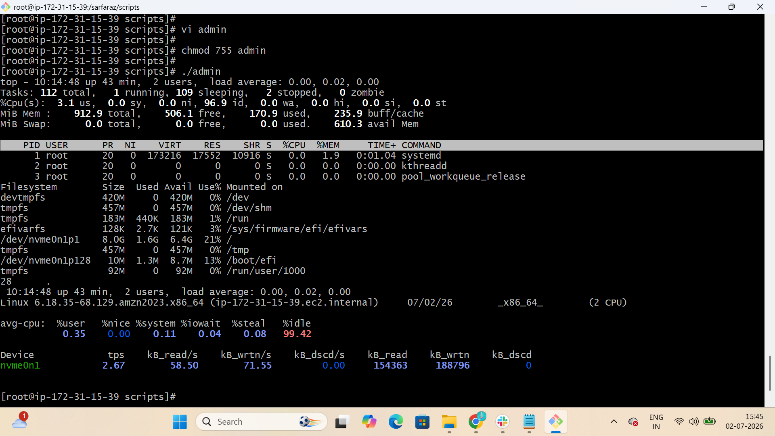 root@ip-172-31-15-39:/sarfaraz/scripts
[root@ip-172-31-15-39 scripts]#
[root@ip-172-31-15-39 scripts]# vi admin
[root@ip-172-31-15-39 scripts]#
[root@ip-172-31-15-39 scripts]# chmod 755 admin
[root@ip-172-31-15-39 scripts]#
[root@ip-172-31-15-39 scripts]# ./admin
top - 10:14:48 up 43 min,  2 users,  load average: 0.00, 0.02, 0.00
Tasks: 112 total,   1 running, 109 sleeping,   2 stopped,   0 zombie
%Cpu(s):  3.1 us,  0.0 sy,  0.0 ni, 96.9 id,  0.0 wa,  0.0 hi,  0.0 si,  0.0 st
MiB Mem :    912.9 total,    506.1 free,    170.9 used,    235.9 buff/cache
MiB Swap:      0.0 total,      0.0 free,      0.0 used.    610.3 avail Mem
PID USER      PR  NI    VIRT    RES    SHR S  %CPU  %MEM     TIME+ COMMAND
1 root      20   0  173216  17552  10916 S   0.0   1.9   0:01.04 systemd
2 root      20   0       0      0      0 S   0.0   0.0   0:00.00 kthreadd
3 root      20   0       0      0      0 S   0.0   0.0   0:00.00 pool_workqueue_release
Filesystem        Size  Used Avail Use% Mounted on
devtmpfs          420M     0  420M   0% /dev
tmpfs             457M     0  457M   0% /dev/shm
tmpfs             183M  440K  183M   1% /run
efivarfs          128K  2.7K  121K   3% /sys/firmware/efi/efivars
/dev/nvme0n1p1    8.0G  1.6G  6.4G  21% /
tmpfs             457M     0  457M   0% /tmp
/dev/nvme0n1p128   10M  1.3M  8.7M  13% /boot/efi
tmpfs              92M     0   92M   0% /run/user/1000
28      .
10:14:48 up 43 min,  2 users,  load average: 0.00, 0.02, 0.00
Linux 6.18.35-68.129.amzn2023.x86_64 (ip-172-31-15-39.ec2.internal)     07/02/26        _x86_64_        (2 CPU)
avg-cpu:  %user   %nice %system %iowait  %steal   %idle
0.35    0.00    0.11    0.04    0.08   99.42
Device             tps    kB_read/s    kB_wrtn/s    kB_dscd/s    kB_read    kB_wrtn    kB_dscd
nvme0n1           2.67        58.50        71.55         0.00     154363     188796          0
[root@ip-172-31-15-39 scripts]#
1
Search
ENG
IN
15:45
02-07-2026